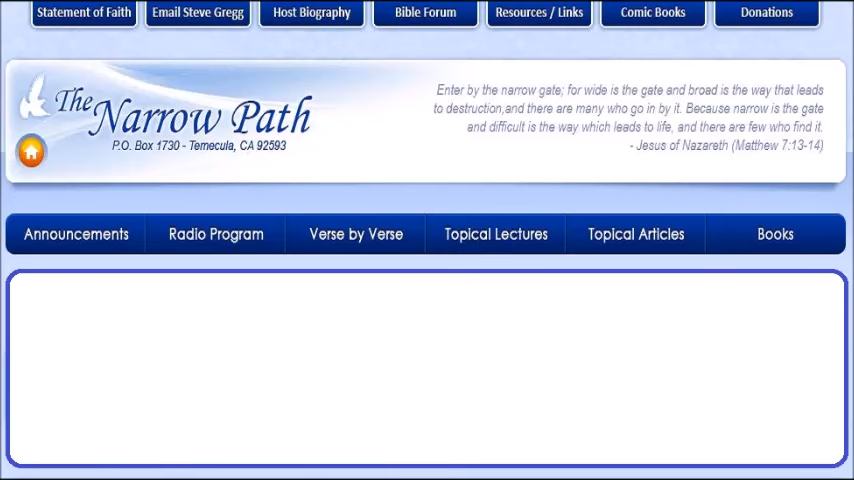 Statement of Faith Email Steve Gregg Host Biography Bible Forum Resources / Links Comic Books Donations
The Narrow Path
P.O. Box 1730 - Temecula, CA 92593
Enter by the narrow gate; for wide is the gate and broad is the way that leads
to destruction,and there are many who go in by it. Because narrow is the gate
and difficult is the way which leads to life, and there are few who find it.
- Jesus of Nazareth (Matthew 7:13-14)
Announcements Radio Program Verse by Verse Topical Lectures Topical Articles Books